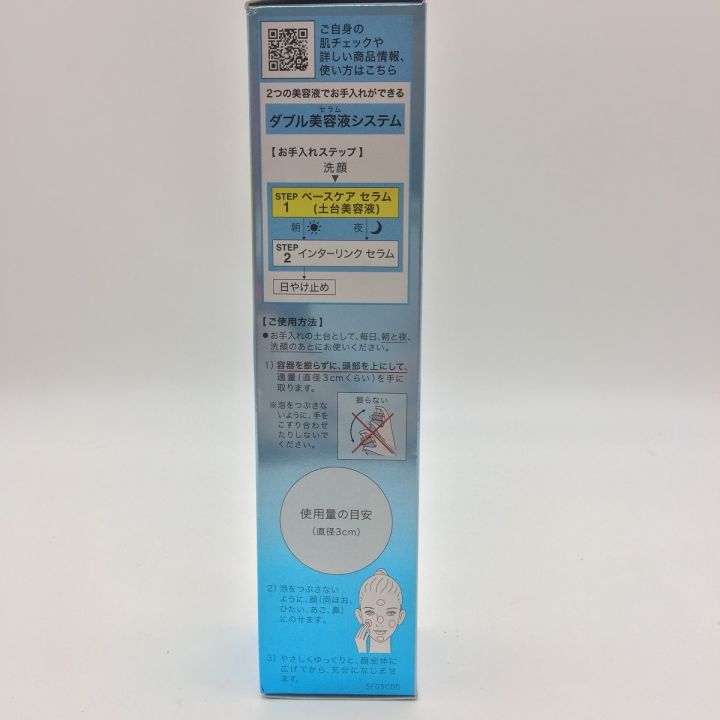 ご自身の
肌チェックや
詳しい商品情報、
使い方はこちら
2つの美容液でお手入れができる
セラム
ダブル美容液システム
【お手入れステップ】
洗顔
STEP 1 ベースケア セラム
(土台美容液)
朝 夜
STEP 2 インターリンク セラム
日やけ止め
【ご使用方法】
●お手入れの土台として、毎日、朝と夜、
洗顔のあとにお使いください。
1) 容器を振らずに、頭部を上にして、
適量(直径3cmくらい)を手に
取ります。
※泡をつぶさな
いように、手を
こすり合わせ
たりしないで
ください。
振らない
使用量の目安
(直径3cm)
2) 泡をつぶさない
ように、顔(両ほお、
ひたい、あご、鼻)
にのせます。
3) やさしくゆっくりと、顔全体に
広げてから、充分になじませ
ます。
SF05CDD